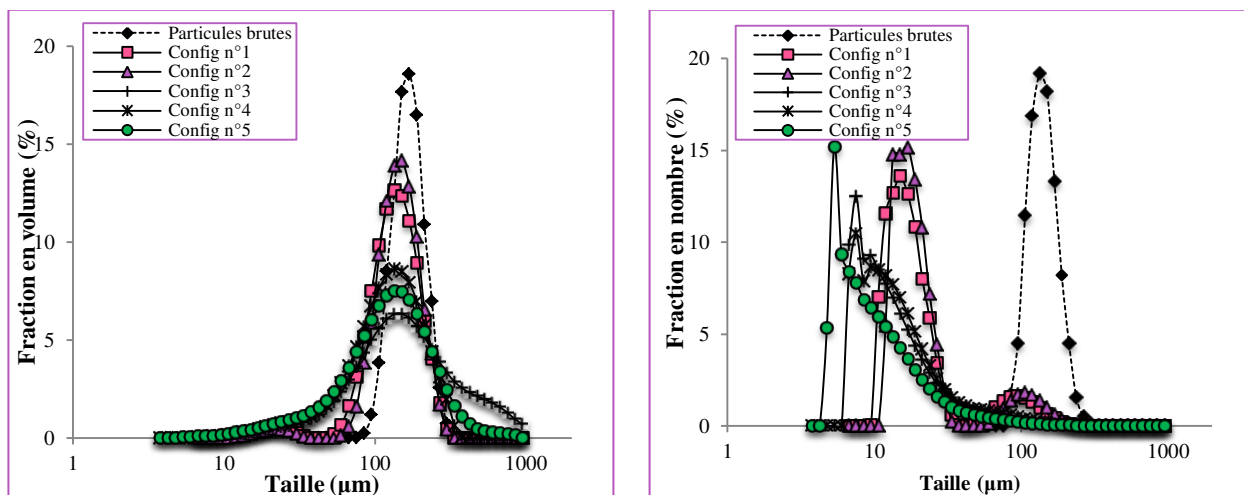 Particules brutes
Config n°1
Config n°2
Config n°3
Config n°4
Config n°5
Fraction en volume (%)
20
15
10
5
0
1
10
100
1000
Taille (µm)
Particules brutes
Config n°1
Config n°2
Config n°3
Config n°4
Config n°5
Fraction en nombre (%)
20
15
10
5
0
1
10
100
1000
Taille (µm)